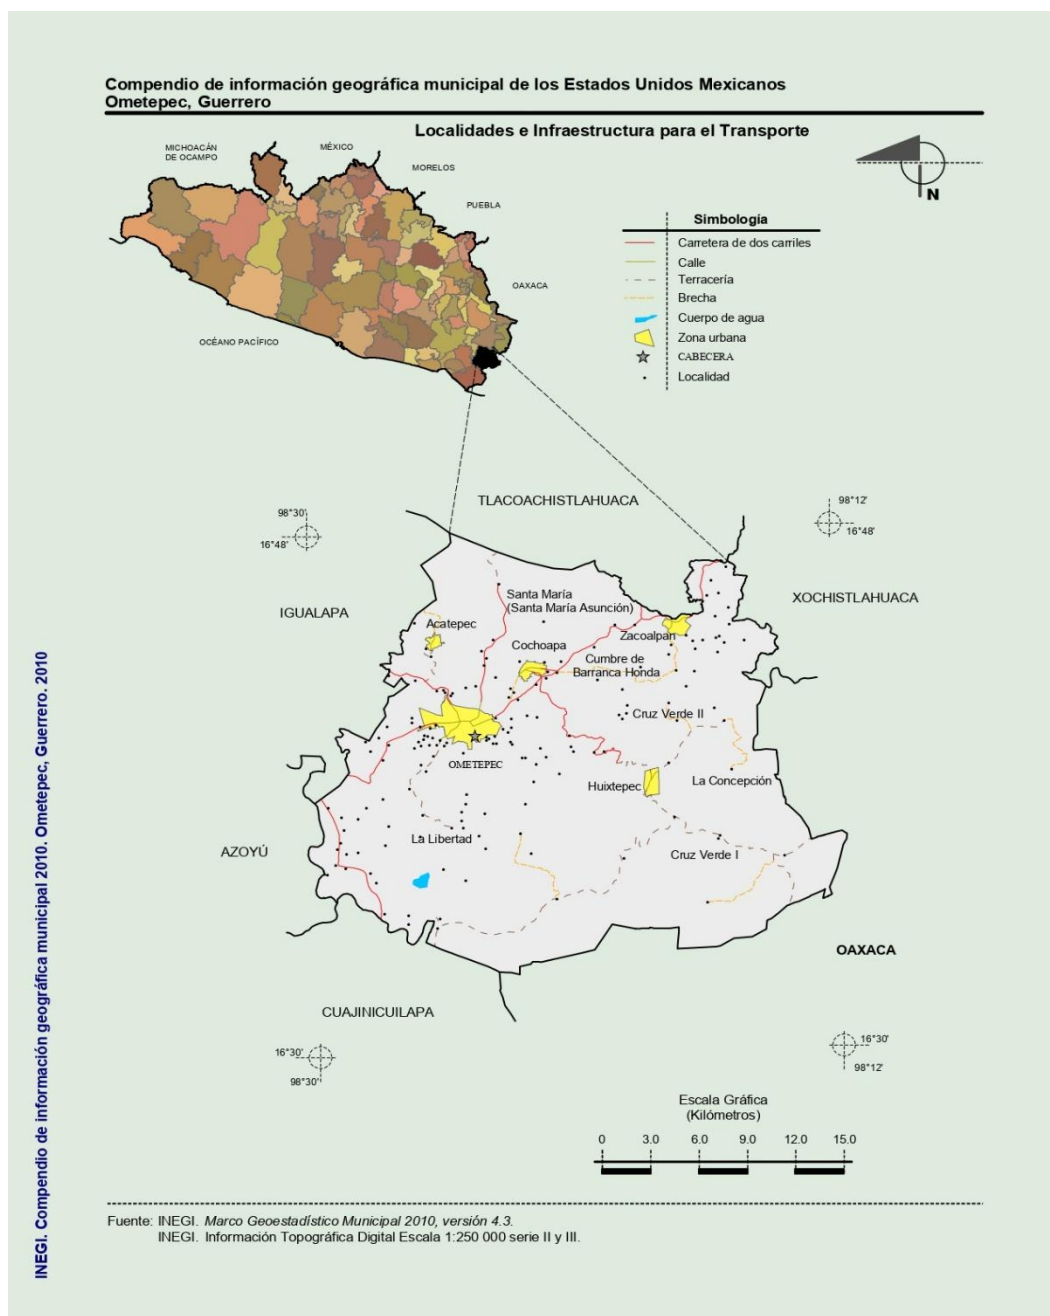 Compendio de información geográfica municipal de los Estados Unidos Mexicanos
Ometepec, Guerrero
Localidades e Infraestructura para el Transporte
MICHOACÁN
DE OCAMPO
MÉXICO
MORELOS
PUEBLA
OAXACA
OCÉANO PACÍFICO
N
Simbología
Carretera de dos carriles
Calle
Terracería
Brecha
Cuerpo de agua
Zona urbana
CABECERA
Localidad
TLACOACHISTLAHUACA
98°30'
16°48'
98°12'
16°48'
IGUALAPA
XOCHISTLAHUACA
Santa María
(Santa María Asunción)
Acatepec
Cochoapa
Zacoalpan
Cumbre de
Barranca Honda
Cruz Verde II
OMETEPEC
Huixtepec
La Concepción
La Libertad
Cruz Verde I
AZOYÚ
OAXACA
CUAJINICUILAPA
16°30'
98°30'
16°30'
98°12'
Escala Gráfica
(Kilómetros)
0 3.0 6.0 9.0 12.0 15.0
Fuente: INEGI. Marco Geoestadístico Municipal 2010, versión 4.3.
INEGI. Información Topográfica Digital Escala 1:250 000 serie II y III.
INEGI. Compendio de información geográfica municipal 2010. Ometepec, Guerrero. 2010